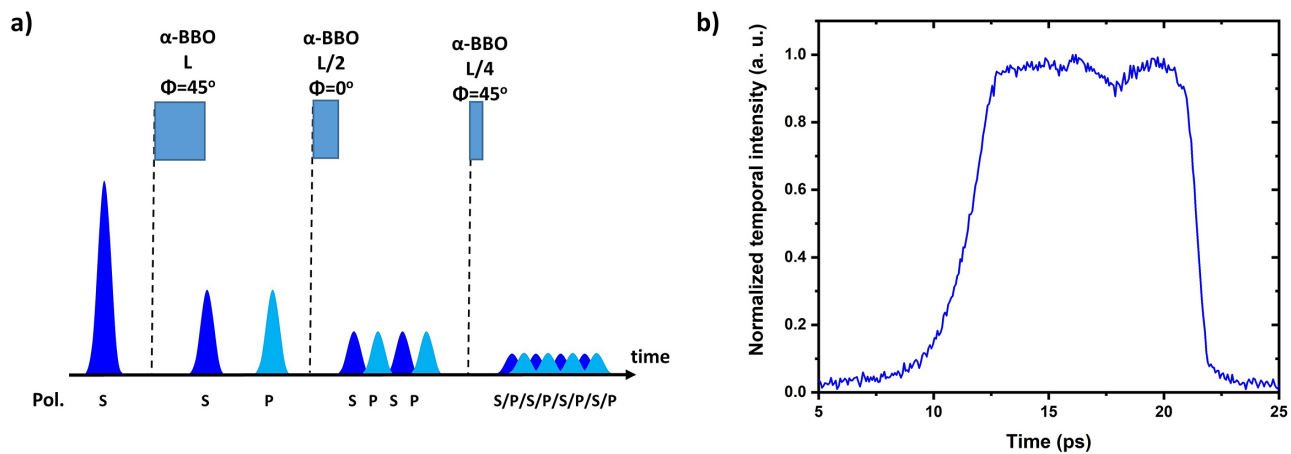 a)
α-BBO
L
Φ=45°
α-BBO
L/2
Φ=0°
α-BBO
L/4
Φ=45°
time
Pol. S S P S P S P S/P/S/P/S/P/S/P
b)
Normalized temporal intensity (a. u.)
1.0
0.8
0.6
0.4
0.2
0.0
5 10 15 20 25
Time (ps)